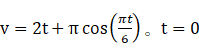 v = 2t + π cos(πt/6) 。t = 0